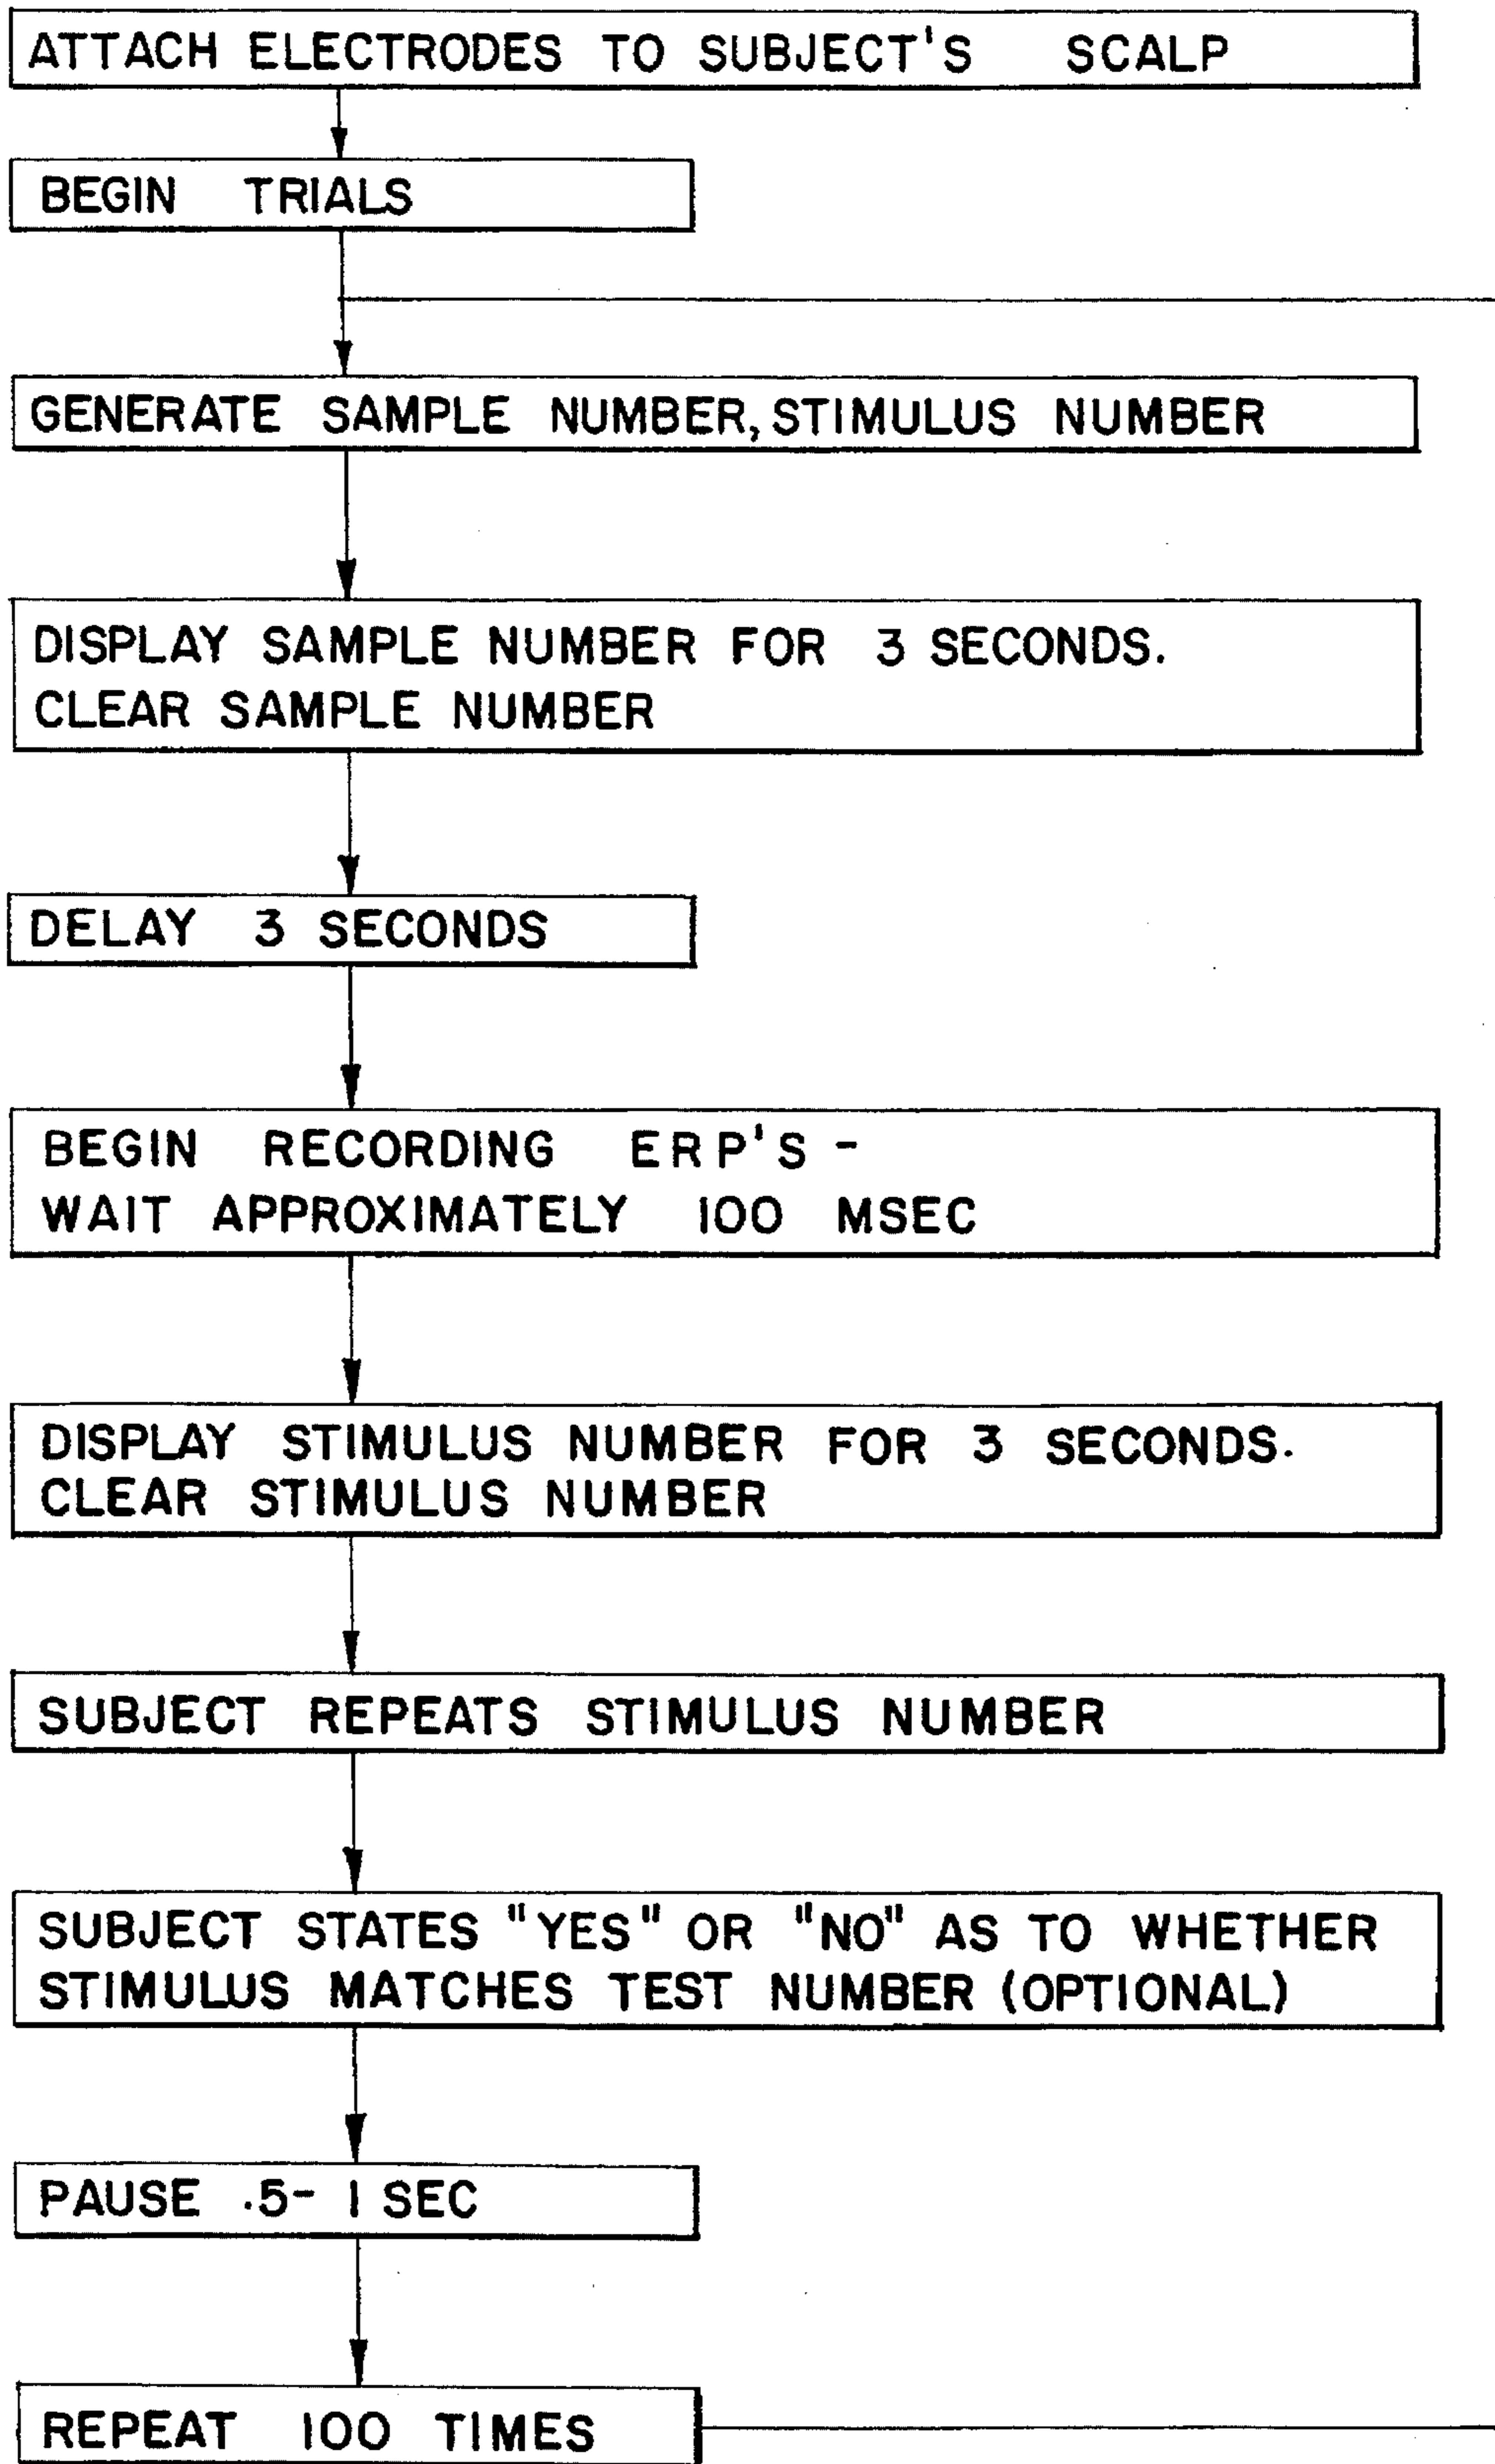 ATTACH ELECTRODES TO SUBJECT'S SCALP
BEGIN TRIALS
GENERATE SAMPLE NUMBER, STIMULUS NUMBER
DISPLAY SAMPLE NUMBER FOR 3 SECONDS.
CLEAR SAMPLE NUMBER
DELAY 3 SECONDS
BEGIN RECORDING ERP'S -
WAIT APPROXIMATELY 100 MSEC
DISPLAY STIMULUS NUMBER FOR 3 SECONDS.
CLEAR STIMULUS NUMBER
SUBJECT REPEATS STIMULUS NUMBER
SUBJECT STATES "YES" OR "NO" AS TO WHETHER
STIMULUS MATCHES TEST NUMBER (OPTIONAL)
PAUSE .5- 1 SEC
REPEAT 100 TIMES